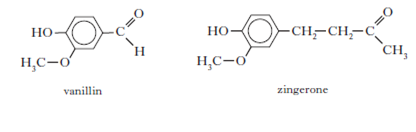 O
HO
C
H
H₃C–O
vanillin
O
HO
CH₂–CH₂–C
CH₃
H₃C–O
zingerone